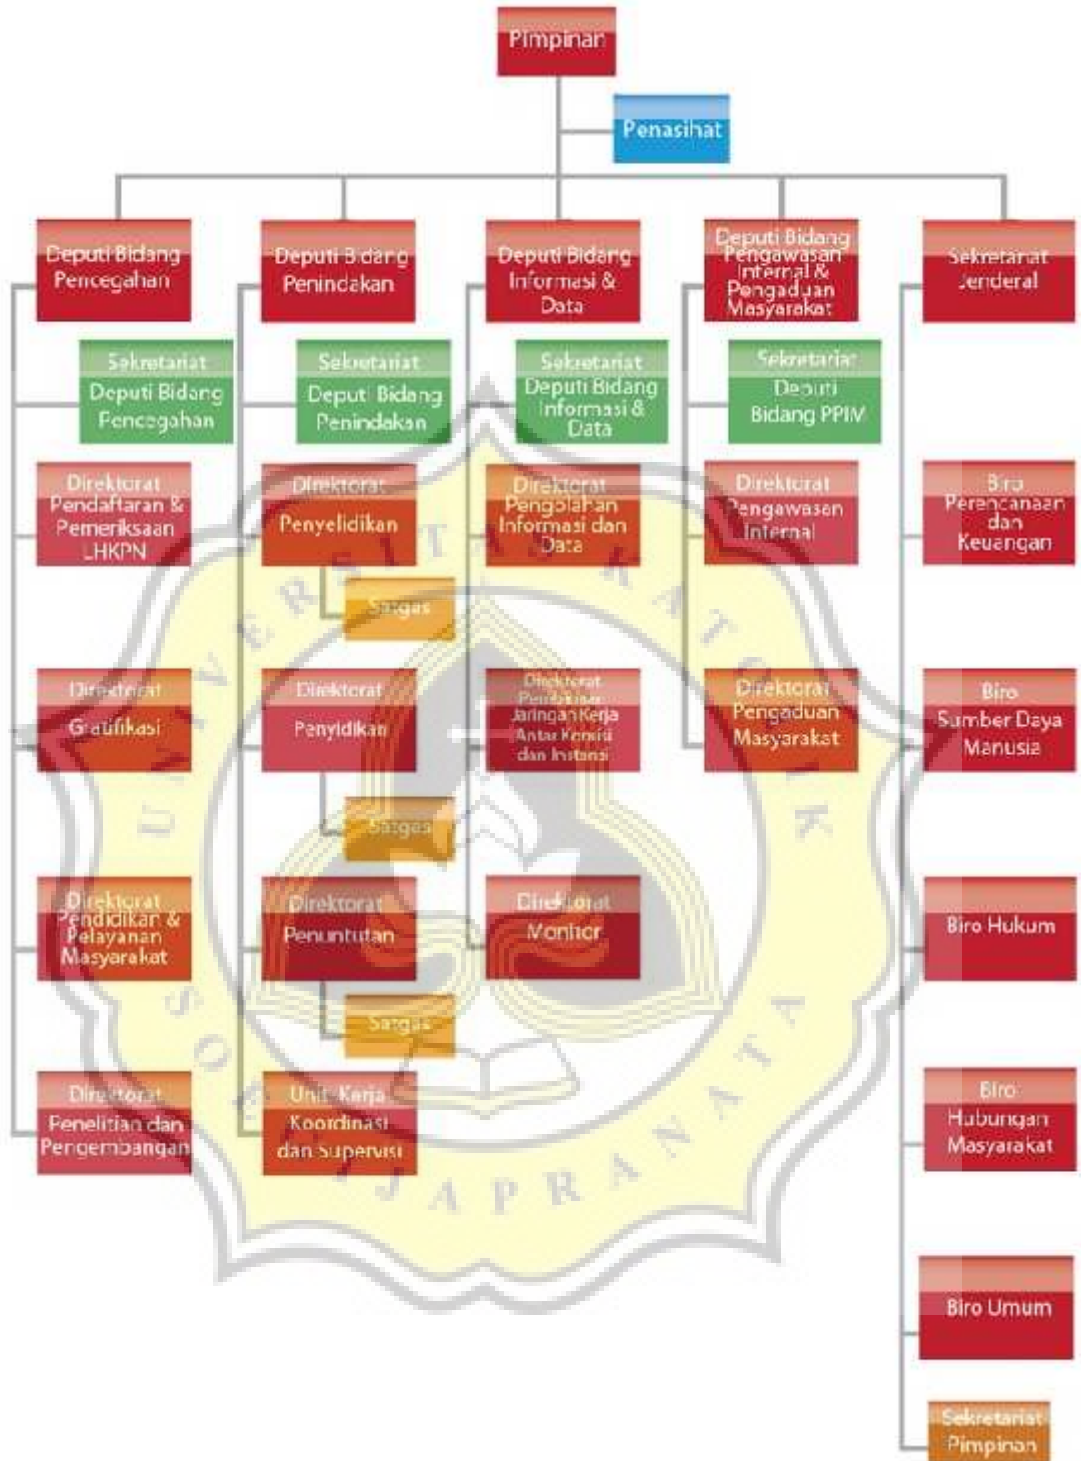 Pimpinan
Penasihat
Deputi Bidang
Pencegahan
Deputi Bidang
Penindakan
Deputi Bidang
Informasi &
Data
Deputi Bidang
Pengawasan
Internal &
Pengaduan
Masyarakat
Sekretariat
Jenderal
Sekretariat
Deputi Bidang
Pencegahan
Sekretariat
Deputi Bidang
Penindakan
Sekretariat
Deputi Bidang
Informasi &
Data
Sekretariat
Deputi
Bidang PPIM
Direktorat
Pendaftaran &
Pemeriksaan
LHKPN
Direktorat
Penyelidikan
Direktorat
Pengolahan
Informasi dan
Data
Direktorat
Pengawasan
Internal
Biro
Perencanaan
dan
Keuangan
Satgas
Direktorat
Gratifikasi
Direktorat
Penyidikan
Direktorat
Jaringan Kerja
Antar Komisi
dan Instansi
Direktorat
Pengaduan
Masyarakat
Biro
Sumber Daya
Manusia
Satgas
Direktorat
Pendidikan &
Pelayanan
Masyarakat
Direktorat
Penuntutan
Direktorat
Monitor
Biro Hukum
Satgas
Direktorat
Penelitian dan
Pengembangan
Unit Kerja
Koordinasi
dan Supervisi
Biro
Hubungan
Masyarakat
Biro Umum
Sekretariat
Pimpinan
UNIVERSITAS KATOLIK
SOEGIJAPRANATA